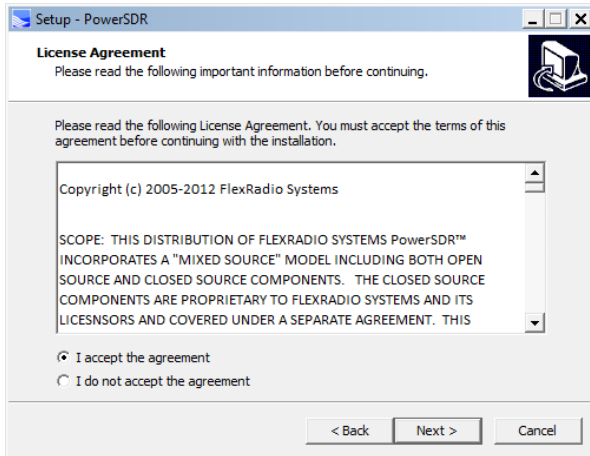 Setup - PowerSDR
License Agreement
Please read the following important information before continuing.
Please read the following License Agreement. You must accept the terms of this
agreement before continuing with the installation.
Copyright (c) 2005-2012 FlexRadio Systems
SCOPE:  THIS DISTRIBUTION OF FLEXRADIO SYSTEMS PowerSDR™
INCORPORATES A "MIXED SOURCE" MODEL INCLUDING BOTH OPEN
SOURCE AND CLOSED SOURCE COMPONENTS.   THE CLOSED SOURCE
COMPONENTS ARE PROPRIETARY TO FLEXRADIO SYSTEMS AND ITS
LICESNSORS AND COVERED UNDER A SEPARATE AGREEMENT.  THIS
I accept the agreement
I do not accept the agreement
< Back
Next >
Cancel